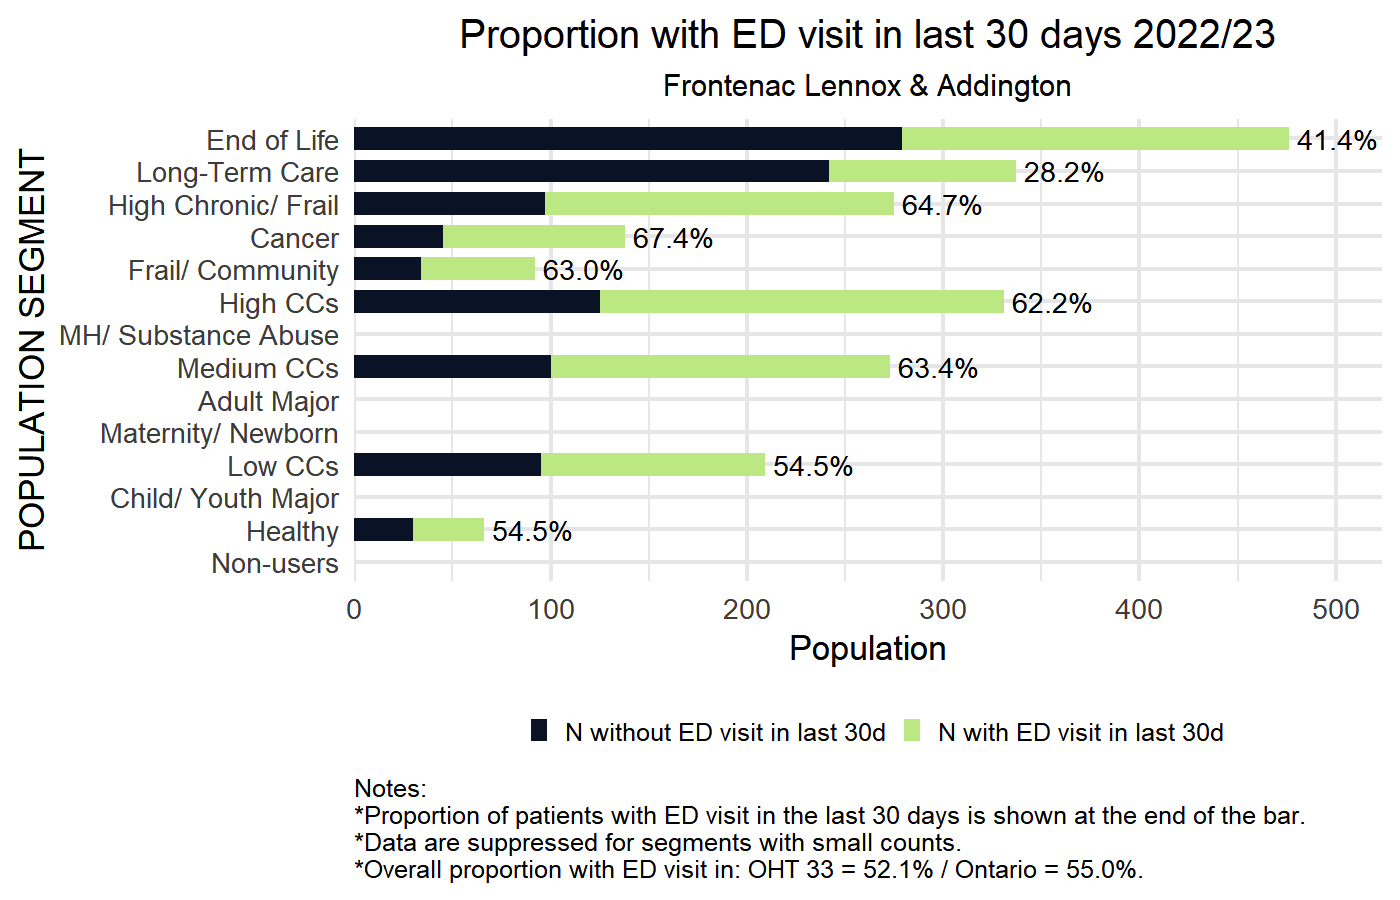 Proportion with ED visit in last 30 days 2022/23
Frontenac Lennox & Addington
POPULATION SEGMENT
End of Life 41.4%
Long-Term Care 28.2%
High Chronic/ Frail 64.7%
Cancer 67.4%
Frail/ Community 63.0%
High CCs 62.2%
MH/ Substance Abuse
Medium CCs 63.4%
Adult Major
Maternity/ Newborn
Low CCs 54.5%
Child/ Youth Major
Healthy 54.5%
Non-users
0 100 200 300 400 500
Population
N without ED visit in last 30d N with ED visit in last 30d
Notes:
*Proportion of patients with ED visit in the last 30 days is shown at the end of the bar.
*Data are suppressed for segments with small counts.
*Overall proportion with ED visit in: OHT 33 = 52.1% / Ontario = 55.0%.